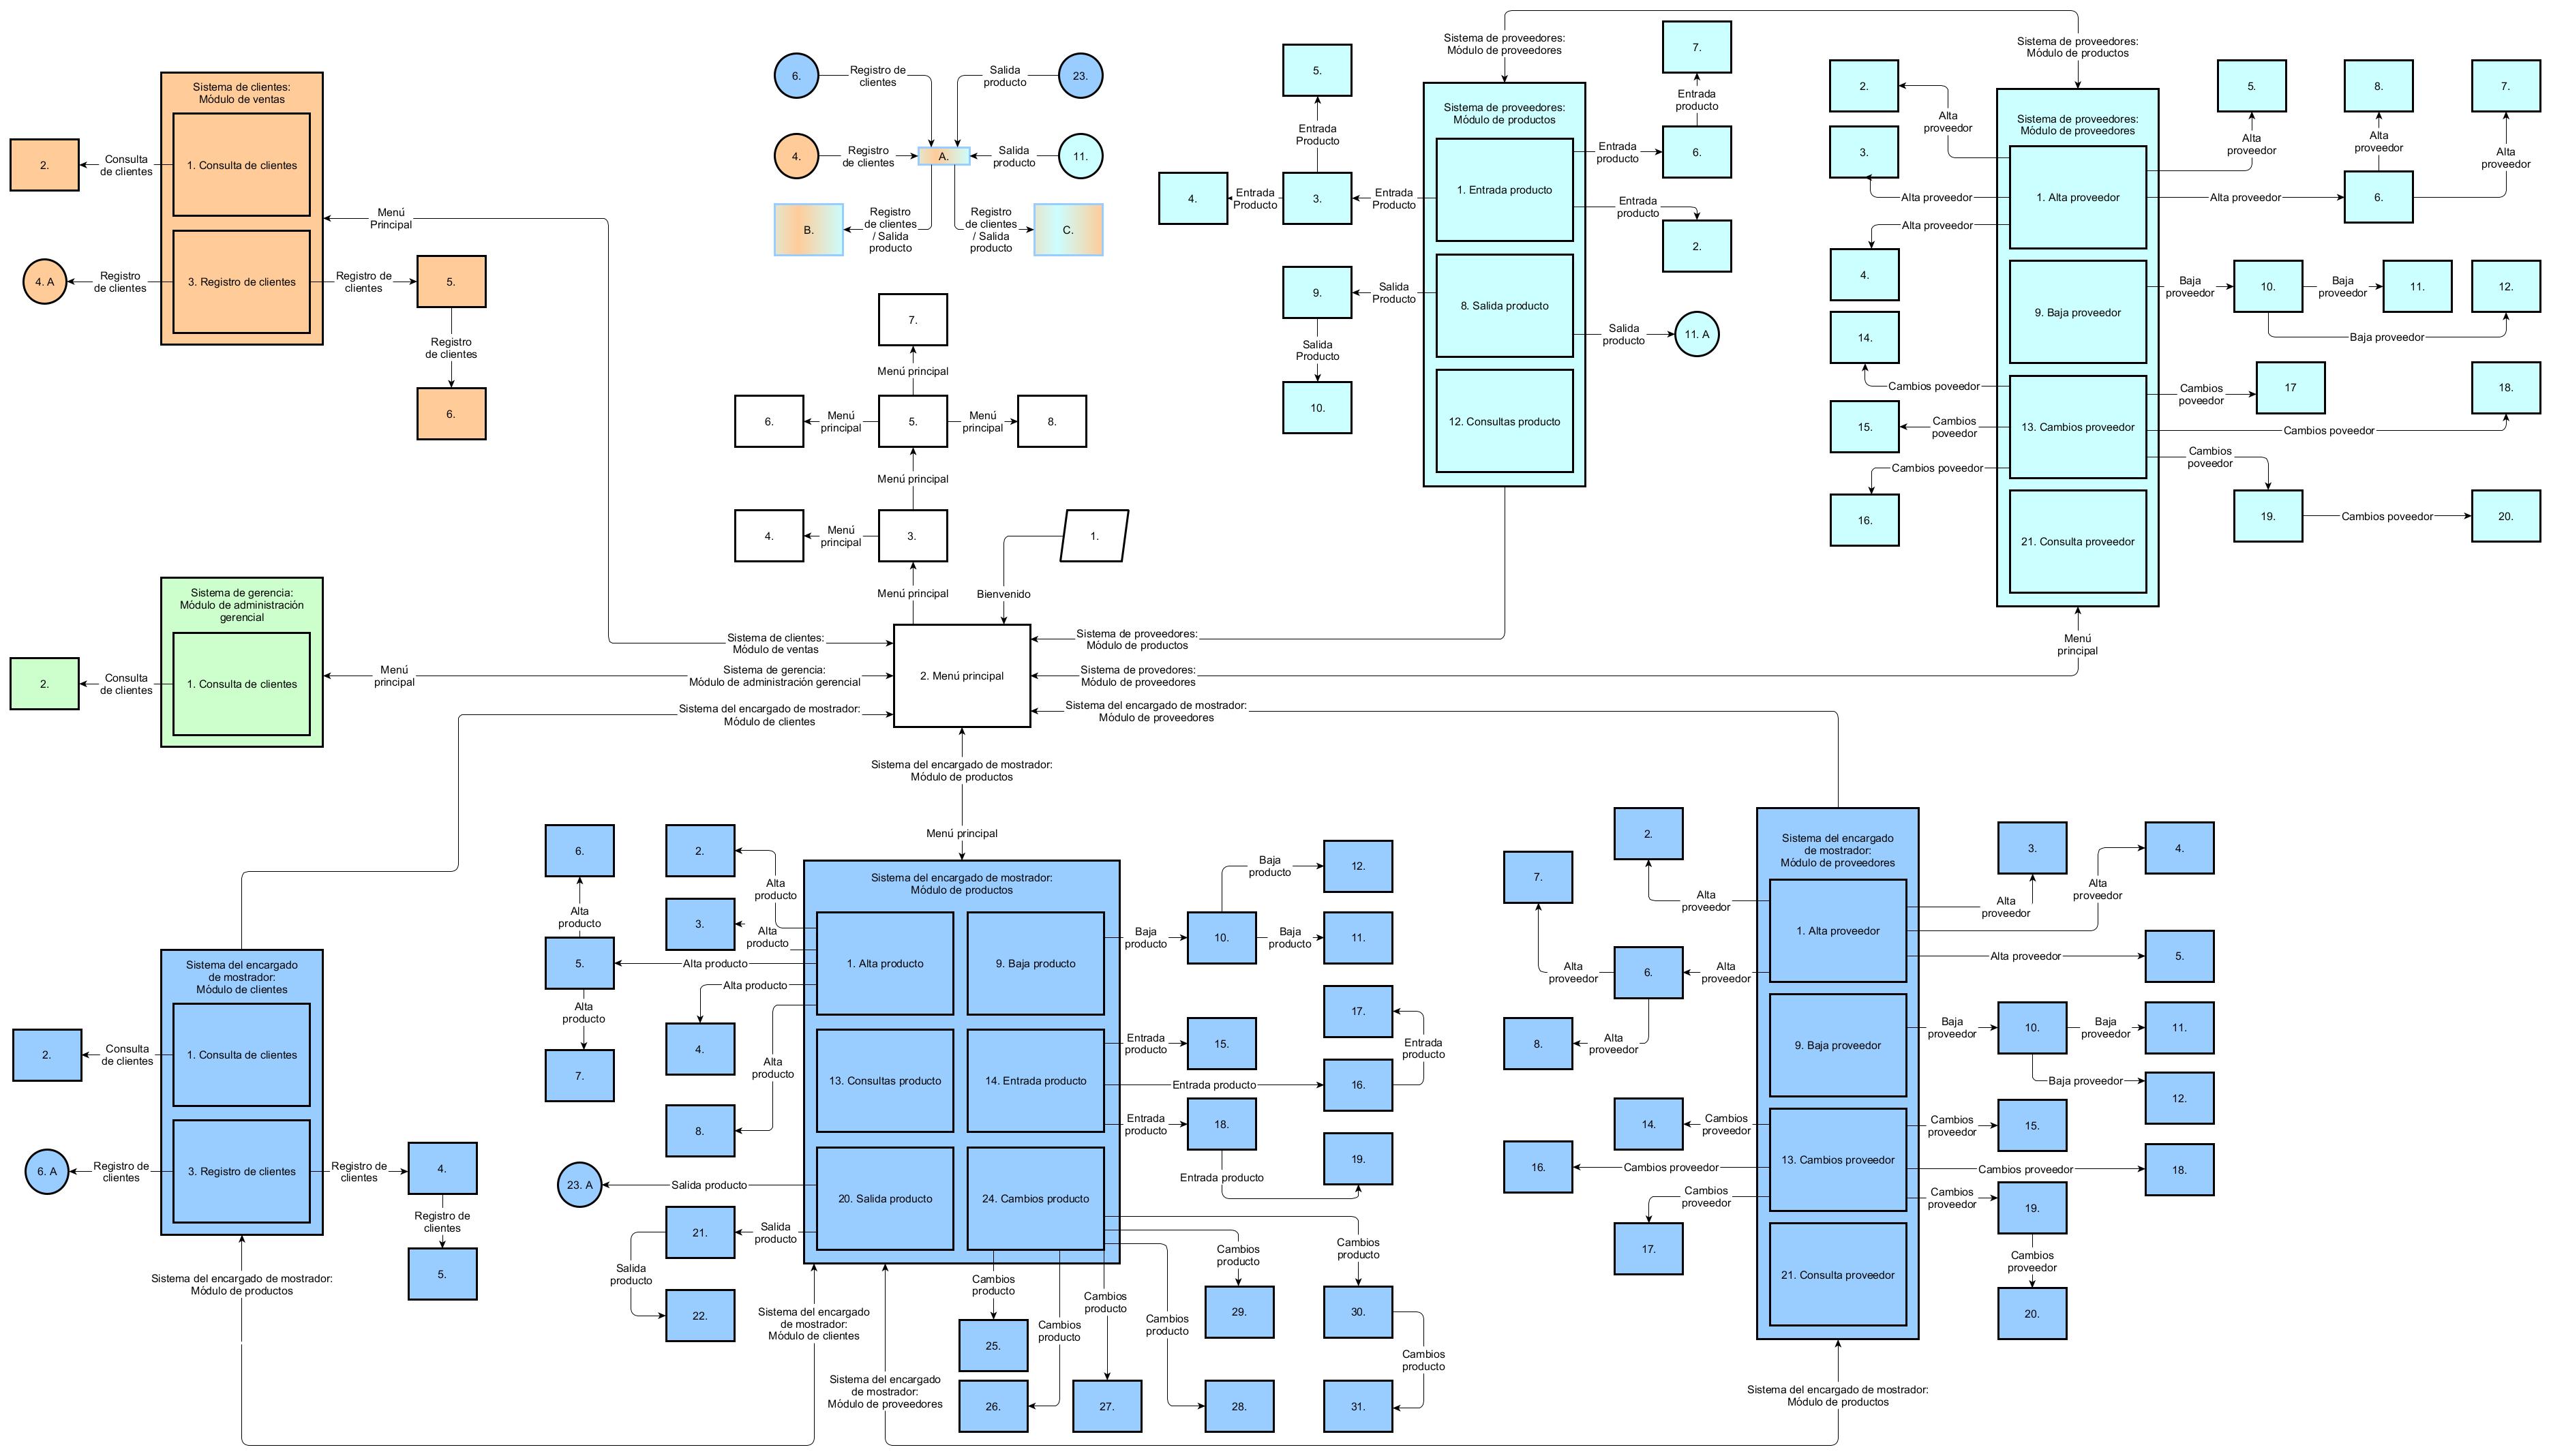 Sistema de clientes:
Módulo de ventas
1. Consulta de clientes
3. Registro de clientes
2.
Consulta
de clientes
4. A
Registro
de clientes
Registro de
clientes
5.
Registro
de clientes
6.
Menú
Principal
6.
Registro de
clientes
Salida
producto
23.
4.
Registro
de clientes
A.
Salida
producto
11.
B.
Registro
de clientes
/ Salida
producto
Registro
de clientes
/ Salida
producto
C.
7.
Menú principal
6.
Menú
principal
5.
Menú
principal
8.
Menú principal
4.
Menú
principal
3.
1.
Menú principal
Bienvenido
2. Menú principal
Sistema de clientes:
Módulo de ventas
Sistema de gerencia:
Módulo de administración gerencial
Sistema del encargado de mostrador:
Módulo de clientes
Sistema de proveedores:
Módulo de productos
Sistema de provedores:
Módulo de proveedores
Sistema del encargado de mostrador:
Módulo de proveedores
Sistema del encargado de mostrador:
Módulo de productos
Menú principal
Sistema de proveedores:
Módulo de proveedores
Sistema de proveedores:
Módulo de productos
1. Entrada producto
8. Salida producto
12. Consultas producto
5.
Entrada
Producto
4.
Entrada
Producto
3.
Entrada
Producto
9.
Salida
Producto
Salida
Producto
10.
7.
Entrada
producto
Entrada
producto
6.
Entrada
producto
2.
Salida
producto
11. A
Sistema de proveedores:
Módulo de productos
Sistema de proveedores:
Módulo de proveedores
1. Alta proveedor
9. Baja proveedor
13. Cambios proveedor
21. Consulta proveedor
2.
Alta
proveedor
3.
Alta proveedor
Alta proveedor
4.
14.
Cambios poveedor
15.
Cambios
poveedor
Cambios poveedor
16.
5.
Alta
proveedor
8.
Alta
proveedor
7.
Alta
proveedor
Alta proveedor
6.
Baja
proveedor
10.
Baja
proveedor
11.
12.
Baja proveedor
Cambios
poveedor
17
18.
Cambios poveedor
Cambios
poveedor
19.
Cambios poveedor
20.
Menú
principal
Sistema de gerencia:
Módulo de administración
gerencial
1. Consulta de clientes
2.
Consulta
de clientes
Menú
principal
Sistema del encargado
de mostrador:
Módulo de clientes
1. Consulta de clientes
3. Registro de clientes
2.
Consulta
de clientes
6. A
Registro de
clientes
Registro de
clientes
4.
Registro de
clientes
5.
Sistema del encargado de mostrador:
Módulo de productos
Sistema del encargado de mostrador:
Módulo de productos
1. Alta producto
9. Baja producto
13. Consultas producto
14. Entrada producto
20. Salida producto
24. Cambios producto
6.
2.
Alta
producto
Alta
producto
3.
Alta
producto
5.
Alta producto
Alta producto
Alta
producto
4.
7.
Alta
producto
8.
23. A
Salida producto
21.
Salida
producto
Salida
producto
22.
Baja
producto
12.
Baja
producto
10.
Baja
producto
11.
Entrada
producto
15.
17.
Entrada
producto
Entrada producto
16.
Entrada
producto
18.
19.
Entrada producto
Cambios
producto
25.
Cambios
producto
26.
Cambios
producto
27.
Cambios
producto
28.
Cambios
producto
29.
Cambios
producto
30.
Cambios
producto
31.
Sistema del encargado
de mostrador:
Módulo de clientes
Sistema del encargado
de mostrador:
Módulo de proveedores
Sistema del encargado
de mostrador:
Módulo de proveedores
1. Alta proveedor
9. Baja proveedor
13. Cambios proveedor
21. Consulta proveedor
2.
Alta
proveedor
7.
Alta
proveedor
6.
Alta
proveedor
8.
Alta
proveedor
3.
Alta
proveedor
4.
Alta
proveedor
Alta proveedor
5.
Baja
proveedor
10.
Baja
proveedor
11.
Baja proveedor
12.
14.
Cambios
proveedor
16.
Cambios proveedor
Cambios
proveedor
17.
Cambios
proveedor
15.
Cambios proveedor
18.
Cambios
proveedor
19.
Cambios
proveedor
20.
Sistema del encargado de mostrador:
Módulo de productos